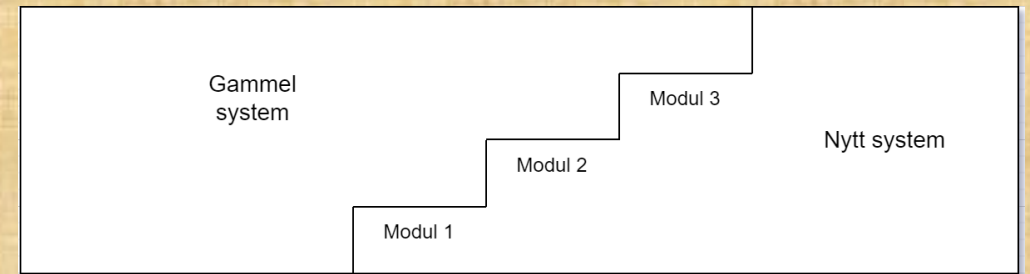 Gammel
system
Modul 3
Nytt system
Modul 2
Modul 1